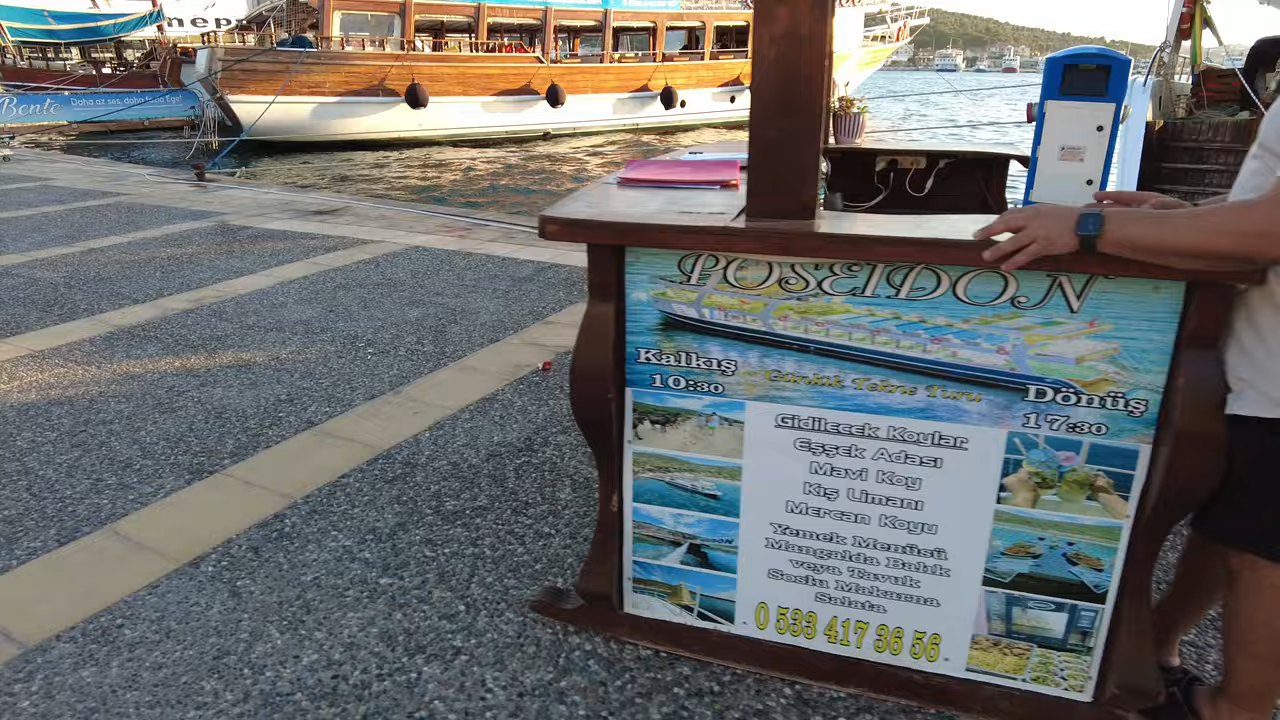 Bente Daha az ses, daha fazla Ege!
POSEIDON
Kalkış
10:30
Günlük Tekne Turu
Dönüş
17:30
Gidilecek Koylar
Eşşek Adası
Mavi Koy
Kış Limanı
Mercan Koyu
Yemek Menüsü
Mangalda Balık
veya Tavuk
Soslu Makarna
Salata
0 533 417 36 56